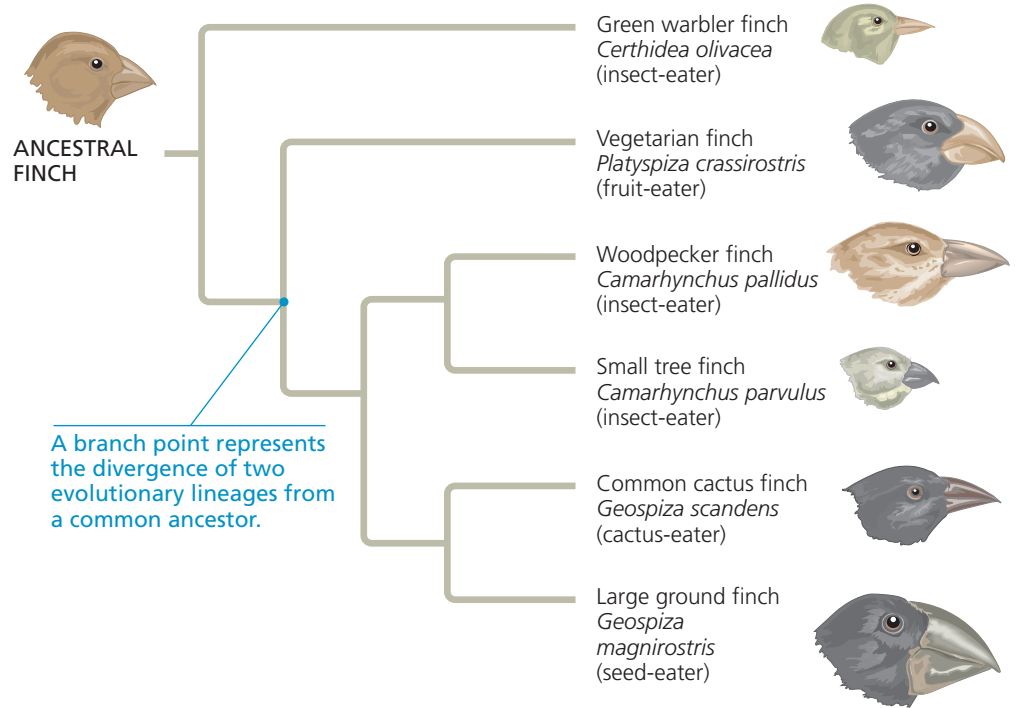 Green warbler finch
Certhidea olivacea
(insect-eater)
ANCESTRAL
FINCH
Vegetarian finch
Platyspiza crassirostris
(fruit-eater)
Woodpecker finch
Camarhynchus pallidus
(insect-eater)
Small tree finch
Camarhynchus parvulus
(insect-eater)
A branch point represents
the divergence of two
evolutionary lineages from
a common ancestor.
Common cactus finch
Geospiza scandens
(cactus-eater)
Large ground finch
Geospiza
magnirostris
(seed-eater)